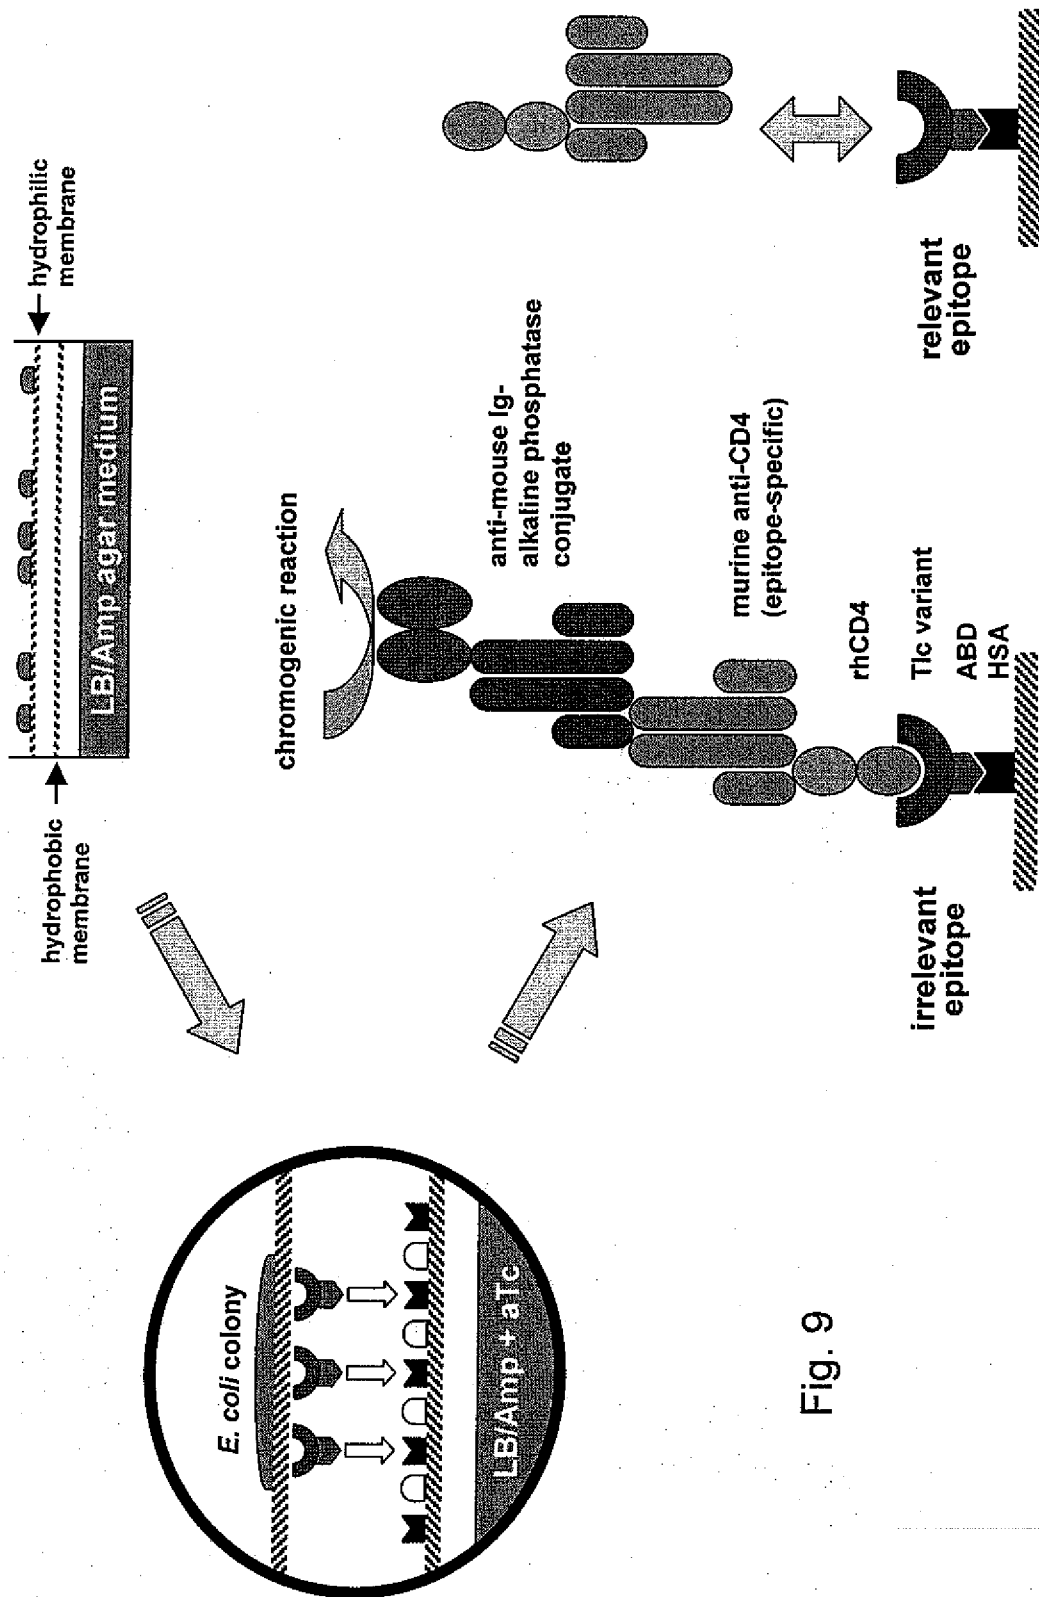 hydrophilic
membrane
LB/Amp agar medium
hydrophobic
membrane
E. coli colony
LB/Amp + aTc
chromogenic reaction
anti-mouse Ig-
alkaline phosphatase
conjugate
murine anti-CD4
(epitope-specific)
rhCD4
Tlc variant
ABD
HSA
irrelevant
epitope
relevant
epitope
Fig. 9